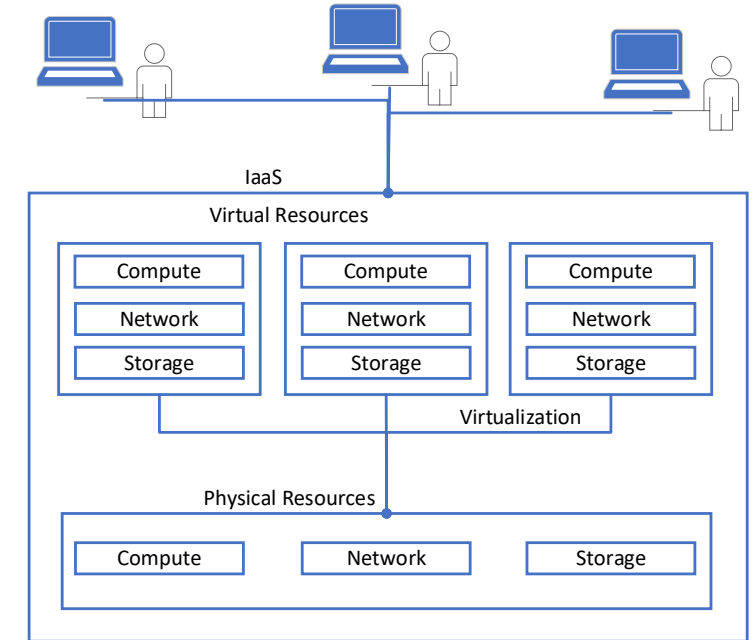 IaaS
Virtual Resources
Compute
Compute
Compute
Network
Network
Network
Storage
Storage
Storage
Virtualization
Physical Resources
Compute
Network
Storage